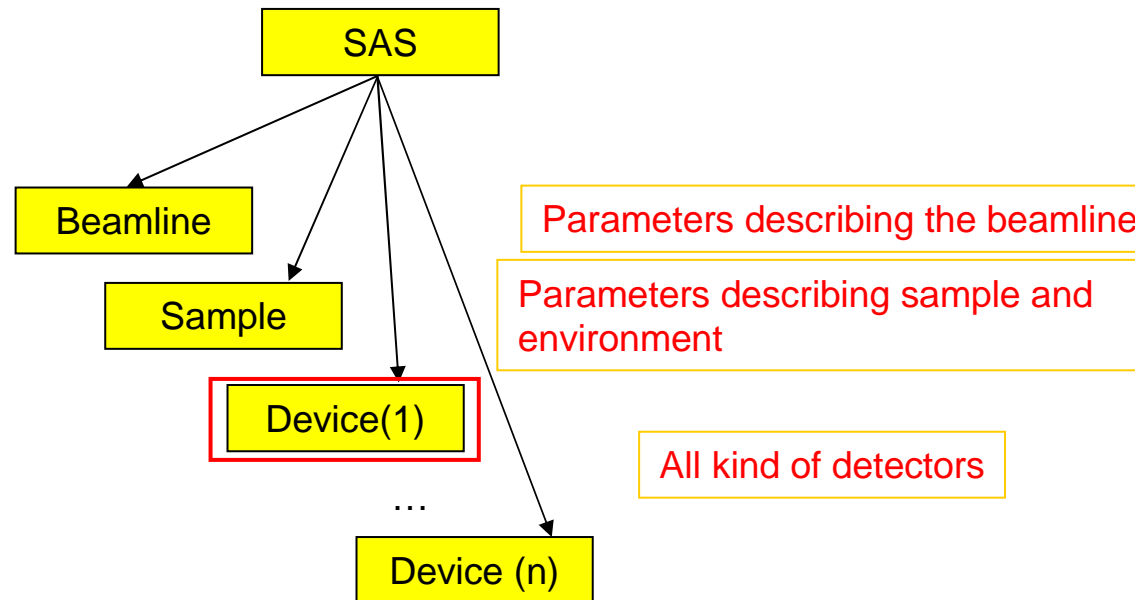 SAS
Beamline
Parameters describing the beamline
Sample
Parameters describing sample and
environment
Device(1)
All kind of detectors
…
Device (n)